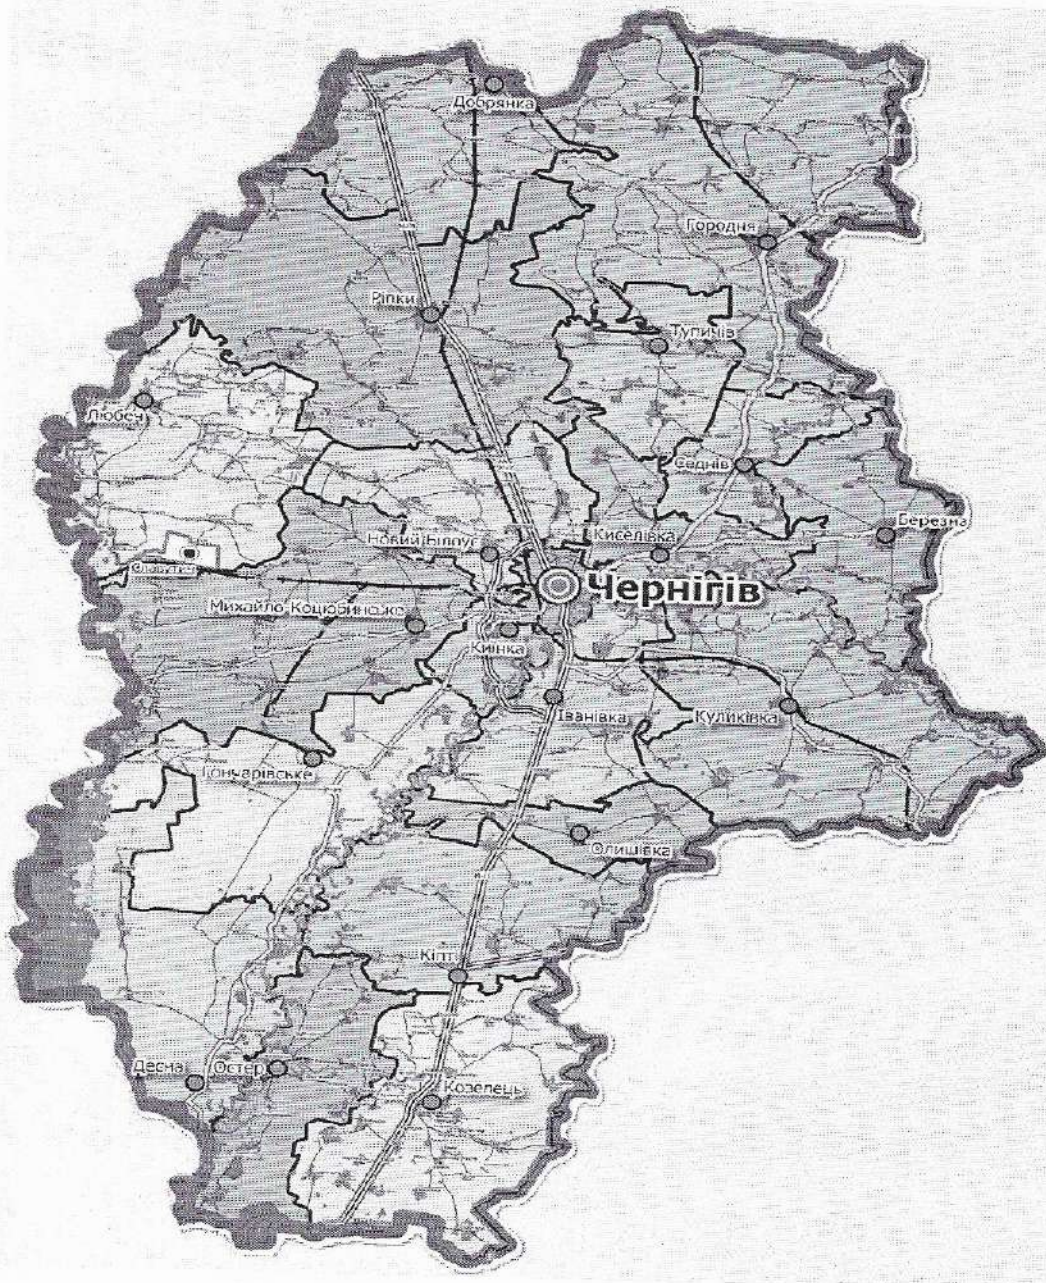 Добрянка
Городня
Ріпки
Тупичів
Любеч
Седнів
Березна
Новий Білоус
Киселівка
Чернігів
Михайло-Коцюбинське
Киїнка
Іванівка
Куликівка
Гончарівське
Олишівка
Кіпті
Десна
Остер
Козелець